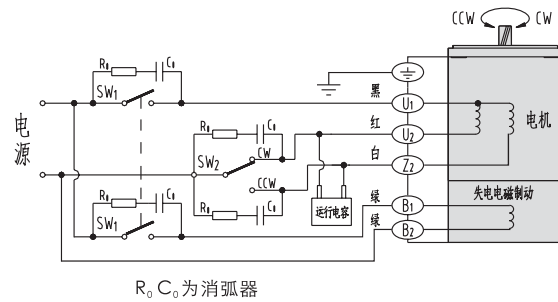 CCW CW
R₀ C₀
SW₁
黑 U₁
红 U₂
电机
电源
R₀ C₀
CW
SW₂
CCW
白 Z₂
R₀ C₀
运行电容
失电电磁制动
R₀ C₀
SW₁
绿 B₁
绿 B₂
R₀ C₀为消弧器